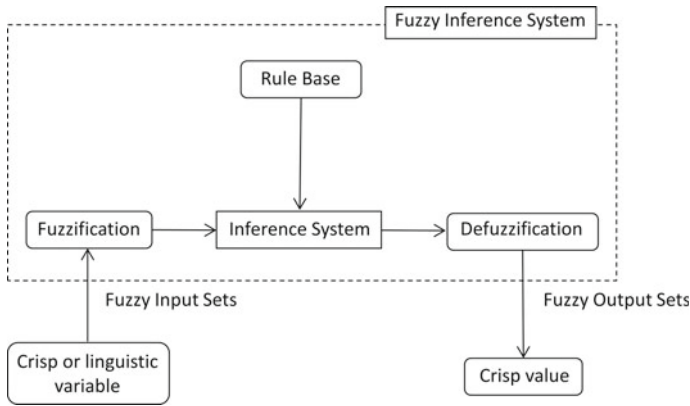 Fuzzy Inference System
Rule Base
Fuzzification
Inference System
Defuzzification
Fuzzy Input Sets
Fuzzy Output Sets
Crisp or linguistic
variable
Crisp value